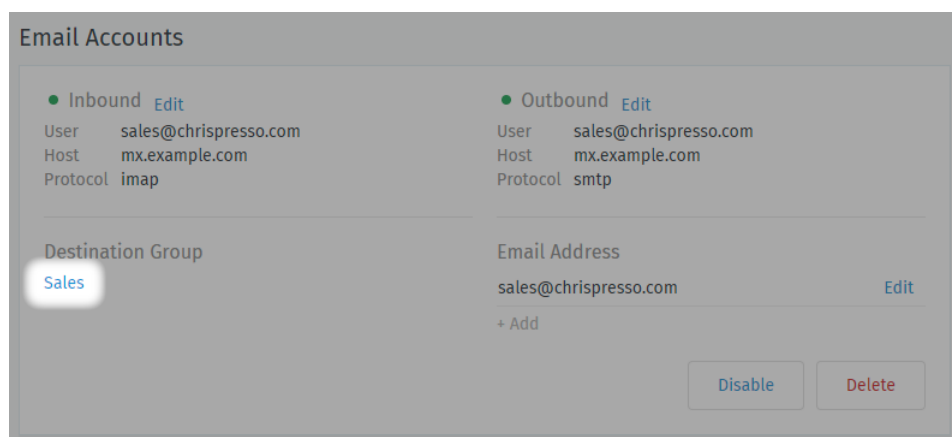 Email Accounts
Inbound Edit
User sales@chrispresso.com
Host mx.example.com
Protocol imap
Outbound Edit
User sales@chrispresso.com
Host mx.example.com
Protocol smtp
Destination Group
Sales
Email Address
sales@chrispresso.com Edit
+ Add
Disable Delete